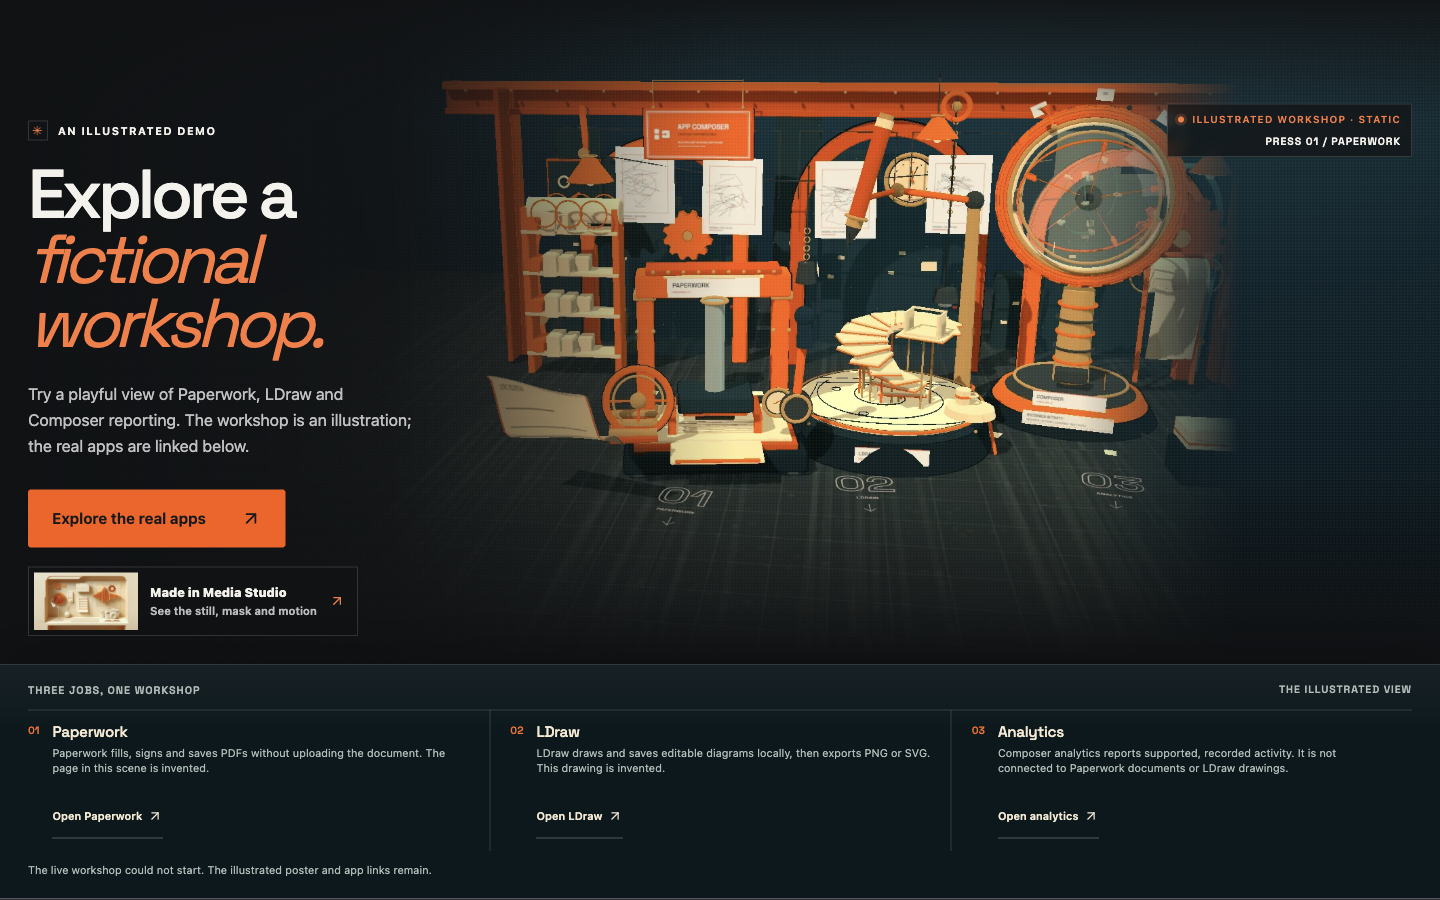 AN ILLUSTRATED DEMO
Explore a
fictional
workshop.
Try a playful view of Paperwork, LDraw and
Composer reporting. The workshop is an illustration;
the real apps are linked below.
Explore the real apps
Made in Media Studio
See the still, mask and motion
APP COMPOSER
PAPERWORK
COMPOSER
ILLUSTRATED WORKSHOP · STATIC
PRESS 01 / PAPERWORK
01
PAPERWORK
02
LDRAW
03
ANALYTICS
THREE JOBS, ONE WORKSHOP
THE ILLUSTRATED VIEW
01 Paperwork
Paperwork fills, signs and saves PDFs without uploading the document. The
page in this scene is invented.
Open Paperwork
02 LDraw
LDraw draws and saves editable diagrams locally, then exports PNG or SVG.
This drawing is invented.
Open LDraw
03 Analytics
Composer analytics reports supported, recorded activity. It is not
connected to Paperwork documents or LDraw drawings.
Open analytics
The live workshop could not start. The illustrated poster and app links remain.